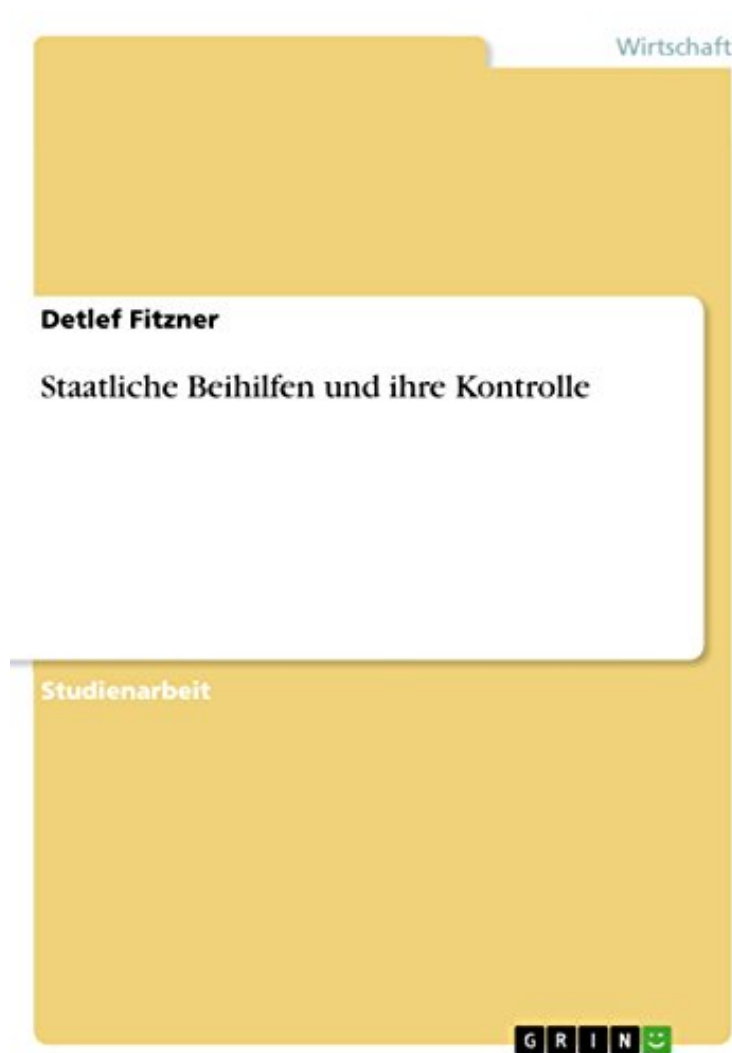 Wirtschaft
Detlef Fitzner
Staatliche Beihilfen und ihre Kontrolle
Studienarbeit
GRIN